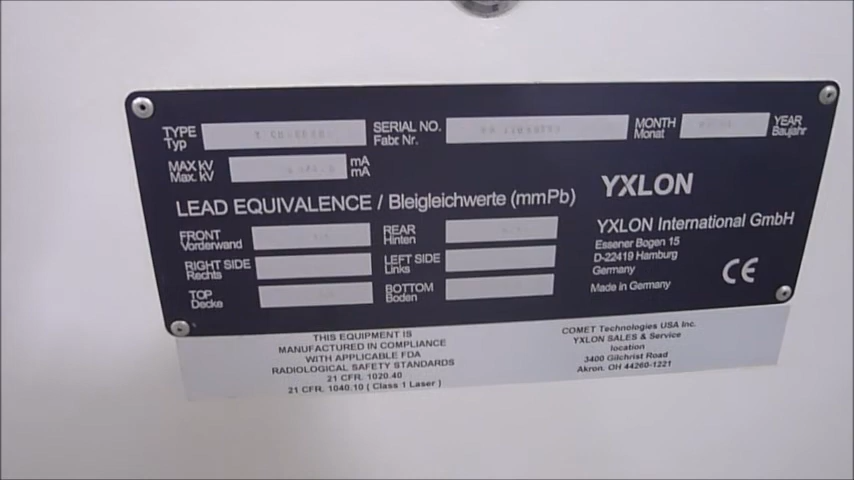 TYPE
Typ
SERIAL NO.
Fabr Nr.
MONTH
Monat
YEAR
Baujahr
MAX kV
Max. kV
mA
mA
LEAD EQUIVALENCE / Bleigleichwerte (mmPb)
YXLON
FRONT
Vorderwand
REAR
Hinten
YXLON International GmbH
Essener Bogen 15
D-22419 Hamburg
Germany
RIGHT SIDE
Rechts
LEFT SIDE
Links
CE
TOP
Decke
BOTTOM
Boden
Made in Germany
THIS EQUIPMENT IS
MANUFACTURED IN COMPLIANCE
WITH APPLICABLE FDA
RADIOLOGICAL SAFETY STANDARDS
21 CFR. 1020.40
21 CFR. 1040.10 ( Class 1 Laser )
COMET Technologies USA Inc.
YXLON SALES & Service
location
3400 Gilchrist Road
Akron. OH 44260-1221